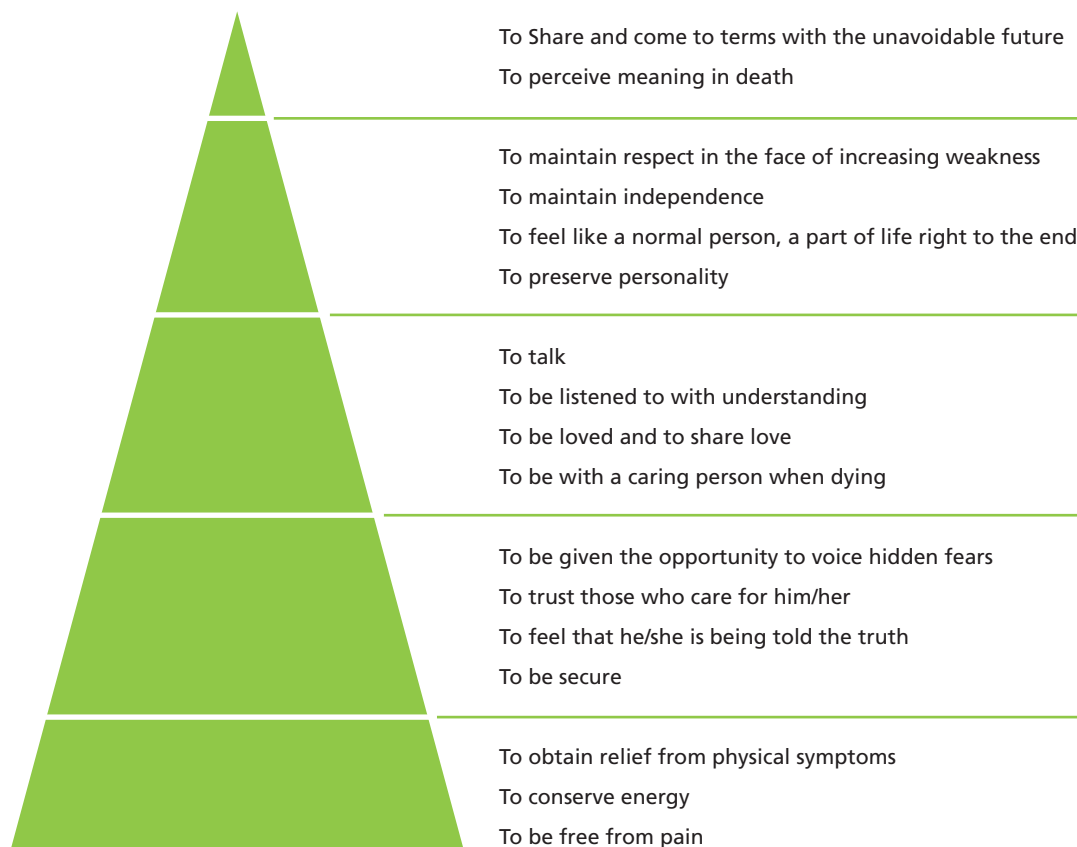 To Share and come to terms with the unavoidable future
To perceive meaning in death
To maintain respect in the face of increasing weakness
To maintain independence
To feel like a normal person, a part of life right to the end
To preserve personality
To talk
To be listened to with understanding
To be loved and to share love
To be with a caring person when dying
To be given the opportunity to voice hidden fears
To trust those who care for him/her
To feel that he/she is being told the truth
To be secure
To obtain relief from physical symptoms
To conserve energy
To be free from pain